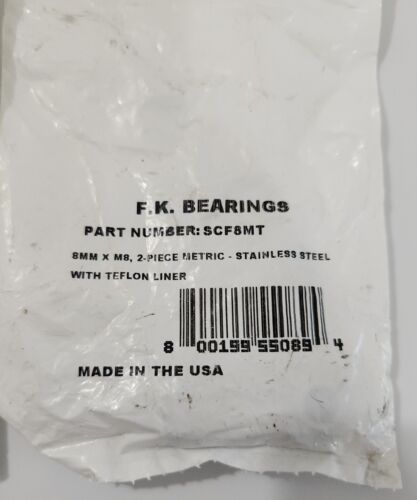 F.K. BEARINGS
PART NUMBER: SCF8MT
8MM X M8, 2-PIECE METRIC - STAINLESS STEEL
WITH TEFLON LINER
8 00199 55089 4
MADE IN THE USA